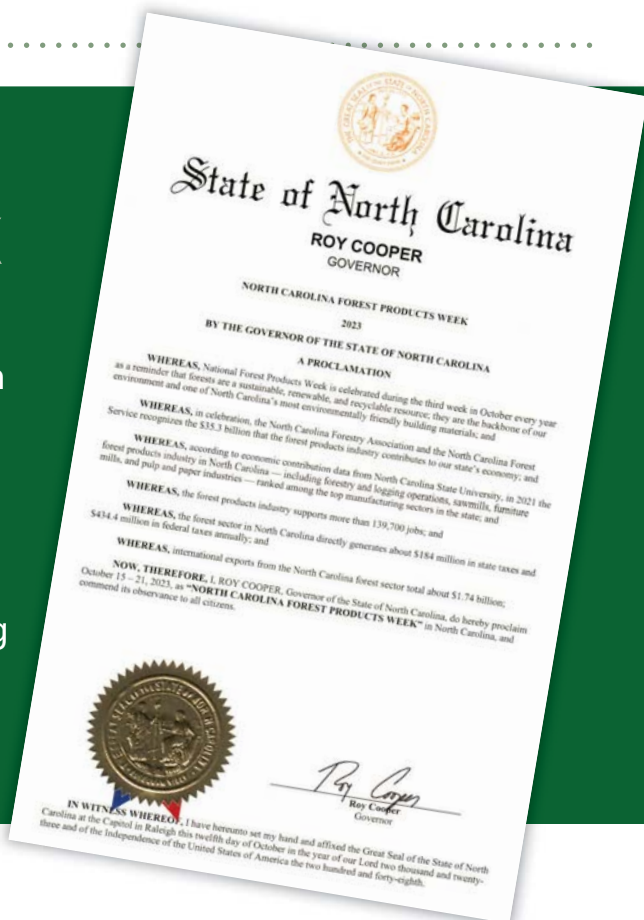 THE GREAT SEAL OF THE STATE OF NORTH CAROLINA
State of North Carolina
ROY COOPER
GOVERNOR
NORTH CAROLINA FOREST PRODUCTS WEEK
2023
BY THE GOVERNOR OF THE STATE OF NORTH CAROLINA
A PROCLAMATION
WHEREAS, National Forest Products Week is celebrated during the third week in October every year
as a reminder that forests are a sustainable, renewable, and recyclable resource; they are the backbone of our
environment and one of North Carolina's most environmentally friendly building materials; and
WHEREAS, in celebration, the North Carolina Forestry Association and the North Carolina Forest
Service recognizes the $35.3 billion that the forest products industry contributes to our state's economy; and
WHEREAS, according to economic contribution data from North Carolina State University, in 2021 the
forest products industry in North Carolina — including forestry and logging operations, sawmills, furniture
mills, and pulp and paper industries — ranked among the top manufacturing sectors in the state; and
WHEREAS, the forest products industry supports more than 139,700 jobs; and
WHEREAS, the forest sector in North Carolina directly generates about $184 million in state taxes and
$434.4 million in federal taxes annually; and
WHEREAS, international exports from the North Carolina forest sector total about $1.74 billion;
NOW, THEREFORE, I, ROY COOPER, Governor of the State of North Carolina, do hereby proclaim
October 15 – 21, 2023, as "NORTH CAROLINA FOREST PRODUCTS WEEK" in North Carolina, and
commend its observance to all citizens.
Roy Cooper
Roy Cooper
Governor
IN WITNESS WHEREOF, I have hereunto set my hand and affixed the Great Seal of the State of North
Carolina at the Capitol in Raleigh this twelfth day of October in the year of our Lord two thousand and twenty-
three and of the Independence of the United States of America the two hundred and forty-eighth.